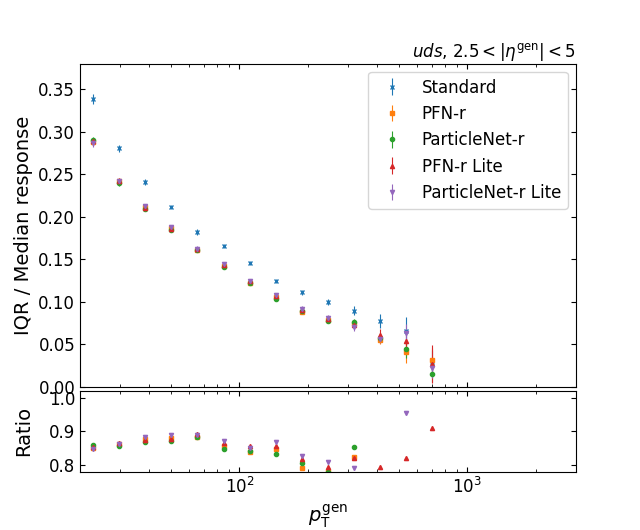 uds, 2.5 < |η^gen| < 5
IQR / Median response
0.35
0.30
0.25
0.20
0.15
0.10
0.05
0.00
Standard
PFN-r
ParticleNet-r
PFN-r Lite
ParticleNet-r Lite
Ratio
1.0
0.9
0.8
10^2
10^3
p_T^gen